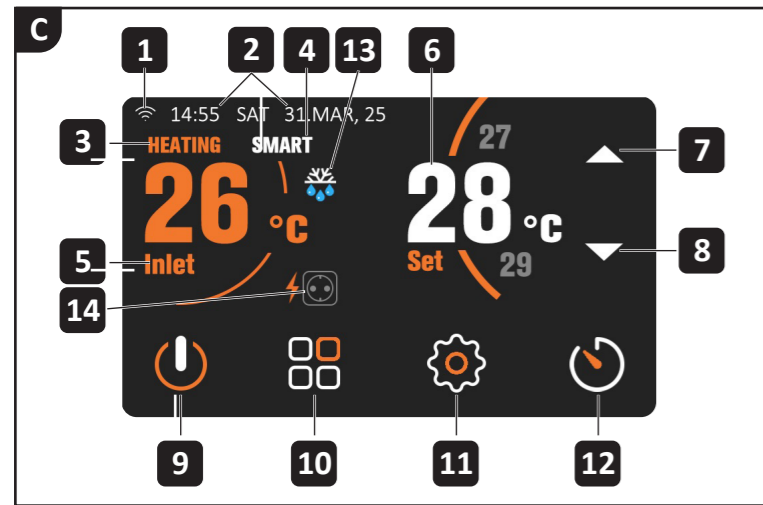 C
1 2 4 13 6
14:55 SAT 31.MAR, 25
3 HEATING SMART 27 7
26 °C 28 °C
5 Inlet Set 29 8
14
9 10 11 12